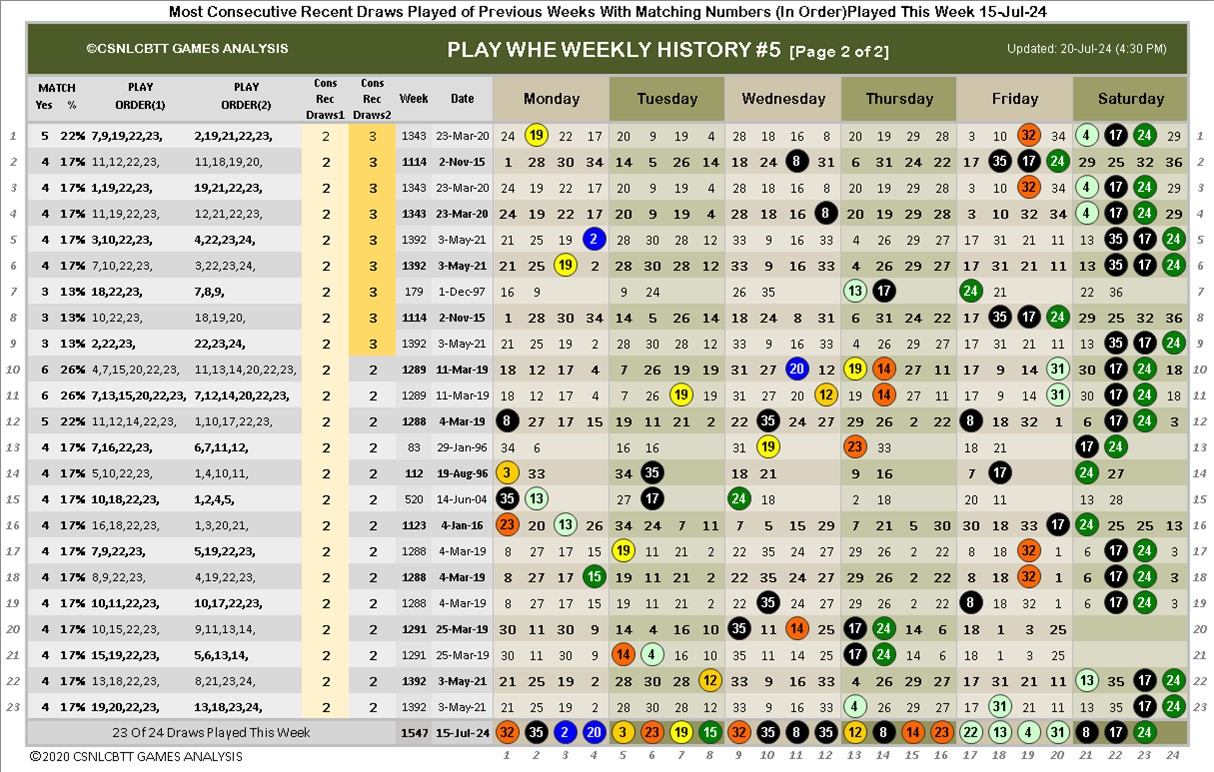 Most Consecutive Recent Draws Played of Previous Weeks With Matching Numbers (In Order)Played This Week 15-Jul-24
©CSNLCBTT GAMES ANALYSIS PLAY WHE WEEKLY HISTORY #5 [Page 2 of 2] Updated: 20-Jul-24 (4:30 PM)
MATCH Yes % PLAY ORDER(1) PLAY ORDER(2) Cons Rec Draws1 Cons Rec Draws2 Week Date Monday Tuesday Wednesday Thursday Friday Saturday
1 5 22% 7,9,19,22,23, 2,19,21,22,23, 2 3 1343 23-Mar-20 24 19 22 17 20 9 19 4 28 18 16 8 20 19 29 28 3 10 32 34 4 17 24 29 1
2 4 17% 11,12,22,23, 11,18,19,20, 2 3 1114 2-Nov-15 1 28 30 34 14 5 26 14 18 24 8 31 6 31 24 22 17 35 17 24 29 25 32 36 2
3 4 17% 1,19,22,23, 19,21,22,23, 2 3 1343 23-Mar-20 24 19 22 17 20 9 19 4 28 18 16 8 20 19 29 28 3 10 32 34 4 17 24 29 3
4 4 17% 11,19,22,23, 12,21,22,23, 2 3 1343 23-Mar-20 24 19 22 17 20 9 19 4 28 18 16 8 20 19 29 28 3 10 32 34 4 17 24 29 4
5 4 17% 3,10,22,23, 4,22,23,24, 2 3 1392 3-May-21 21 25 19 2 28 30 28 12 33 9 16 33 4 26 29 27 17 31 21 11 13 35 17 24 5
6 4 17% 7,10,22,23, 3,22,23,24, 2 3 1392 3-May-21 21 25 19 2 28 30 28 12 33 9 16 33 4 26 29 27 17 31 21 11 13 35 17 24 6
7 3 13% 18,22,23, 7,8,9, 2 3 179 1-Dec-97 16 9 9 24 26 35 13 17 24 21 22 36 7
8 3 13% 10,22,23, 18,19,20, 2 3 1114 2-Nov-15 1 28 30 34 14 5 26 14 18 24 8 31 6 31 24 22 17 35 17 24 29 25 32 36 8
9 3 13% 2,22,23, 22,23,24, 2 3 1392 3-May-21 21 25 19 2 28 30 28 12 33 9 16 33 4 26 29 27 17 31 21 11 13 35 17 24 9
10 6 26% 4,7,15,20,22,23, 11,13,14,20,22,23, 2 2 1289 11-Mar-19 18 12 17 4 7 26 19 19 31 27 20 12 19 14 27 11 17 9 14 31 30 17 24 18 10
11 6 26% 7,13,15,20,22,23, 7,12,14,20,22,23, 2 2 1289 11-Mar-19 18 12 17 4 7 26 19 19 31 27 20 12 19 14 27 11 17 9 14 31 30 17 24 18 11
12 5 22% 11,12,14,22,23, 1,10,17,22,23, 2 2 1288 4-Mar-19 8 27 17 15 19 11 21 2 22 35 24 27 29 26 2 22 8 18 32 1 6 17 24 3 12
13 4 17% 7,16,22,23, 6,7,11,12, 2 2 83 29-Jan-96 34 6 16 16 31 19 23 33 18 21 17 24 13
14 4 17% 5,10,22,23, 1,4,10,11, 2 2 112 19-Aug-96 3 33 34 35 18 21 9 16 7 17 24 27 14
15 4 17% 10,18,22,23, 1,2,4,5, 2 2 520 14-Jun-04 35 13 27 17 24 18 2 18 20 11 13 28 15
16 4 17% 16,18,22,23, 1,3,20,21, 2 2 1123 4-Jan-16 23 20 13 26 34 24 7 11 7 5 15 29 7 21 5 30 30 18 33 17 24 25 25 13 16
17 4 17% 7,9,22,23, 5,19,22,23, 2 2 1288 4-Mar-19 8 27 17 15 19 11 21 2 22 35 24 27 29 26 2 22 8 18 32 1 6 17 24 3 17
18 4 17% 8,9,22,23, 4,19,22,23, 2 2 1288 4-Mar-19 8 27 17 15 19 11 21 2 22 35 24 27 29 26 2 22 8 18 32 1 6 17 24 3 18
19 4 17% 10,11,22,23, 10,17,22,23, 2 2 1288 4-Mar-19 8 27 17 15 19 11 21 2 22 35 24 27 29 26 2 22 8 18 32 1 6 17 24 3 19
20 4 17% 10,15,22,23, 9,11,13,14, 2 2 1291 25-Mar-19 30 11 30 9 14 4 16 10 35 11 14 25 17 24 14 6 18 1 3 25 20
21 4 17% 15,19,22,23, 5,6,13,14, 2 2 1291 25-Mar-19 30 11 30 9 14 4 16 10 35 11 14 25 17 24 14 6 18 1 3 25 21
22 4 17% 13,18,22,23, 8,21,23,24, 2 2 1392 3-May-21 21 25 19 2 28 30 28 12 33 9 16 33 4 26 29 27 17 31 21 11 13 35 17 24 22
23 4 17% 19,20,22,23, 13,18,23,24, 2 2 1392 3-May-21 21 25 19 2 28 30 28 12 33 9 16 33 4 26 29 27 17 31 21 11 13 35 17 24 23
23 Of 24 Draws Played This Week 1547 15-Jul-24 32 35 2 20 3 23 19 15 32 35 8 35 12 8 14 23 22 13 4 31 8 17 24
©2020 CSNLCBTT GAMES ANALYSIS 1 2 3 4 5 6 7 8 9 10 11 12 13 14 15 16 17 18 19 20 21 22 23 24